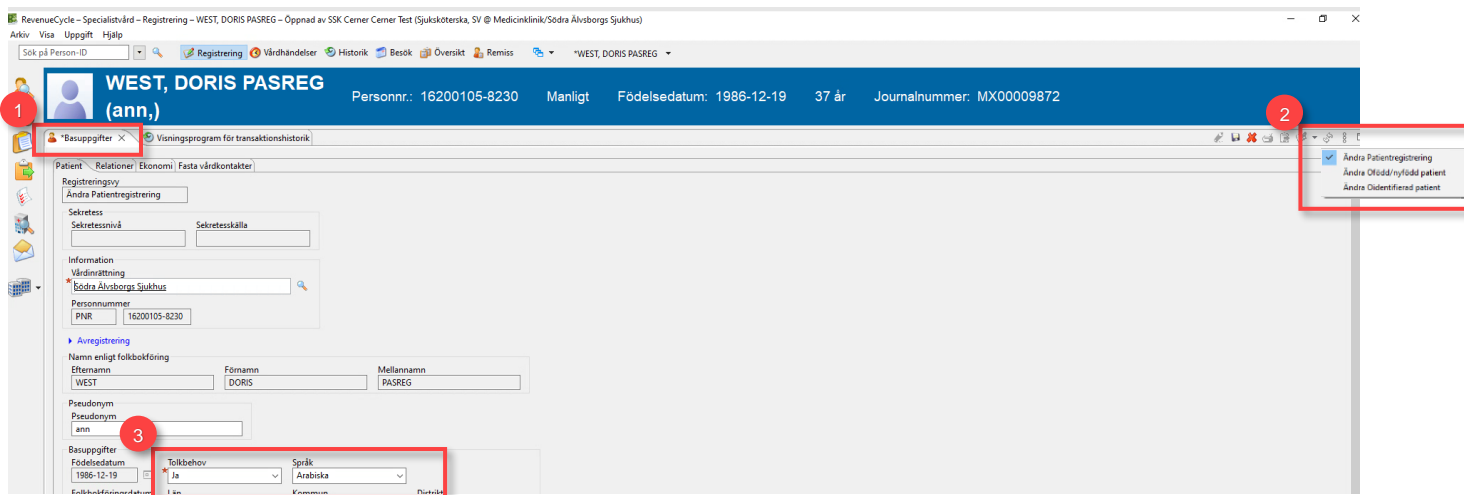 RevenueCycle – Specialistvård – Registrering – WEST, DORIS PASREG – Öppnad av SSK Cerner Cerner Test (Sjuksköterska, SV @ Medicinklinik/Södra Älvsborgs Sjukhus)
Arkiv Visa Uppgift Hjälp
Sök på Person-ID Registrering Vårdhändelser Historik Besök Översikt Remiss *WEST, DORIS PASREG
WEST, DORIS PASREG
(ann,)
Personnr.: 16200105-8230 Manligt Födelsedatum: 1986-12-19 37 år Journalnummer: MX00009872
1
2
*Basuppgifter Visningsprogram för transaktionshistorik
Ändra Patientregistrering
Ändra Ofödd/nyfödd patient
Ändra Oidentifierad patient
Patient Relationer Ekonomi Fasta vårdkontakter
Registreringsvy
Ändra Patientregistrering
Sekretess
Sekretessnivå Sekretesskälla
Information
Vårdinrättning
* Södra Älvsborgs Sjukhus
Personnummer
PNR 16200105-8230
Avregistrering
Namn enligt folkbokföring
Efternamn Förnamn Mellannamn
WEST DORIS PASREG
Pseudonym
Pseudonym
ann
3
Basuppgifter
Födelsedatum Tolkbehov Språk
1986-12-19 * Ja Arabiska
Folkbokföringsdatum Län Kommun Distrikt